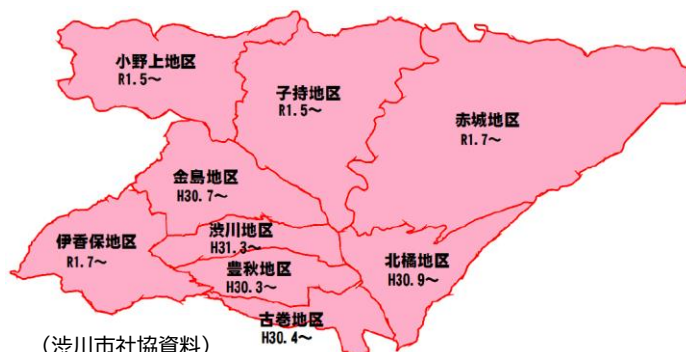 小野上地区
R1.5～
子持地区
R1.5～
赤城地区
R1.7～
金島地区
H30.7～
渋川地区
H31.3～
伊香保地区
R1.7～
豊秋地区
H30.3～
北橘地区
H30.9～
古巻地区
H30.4～
（渋川市社協資料）